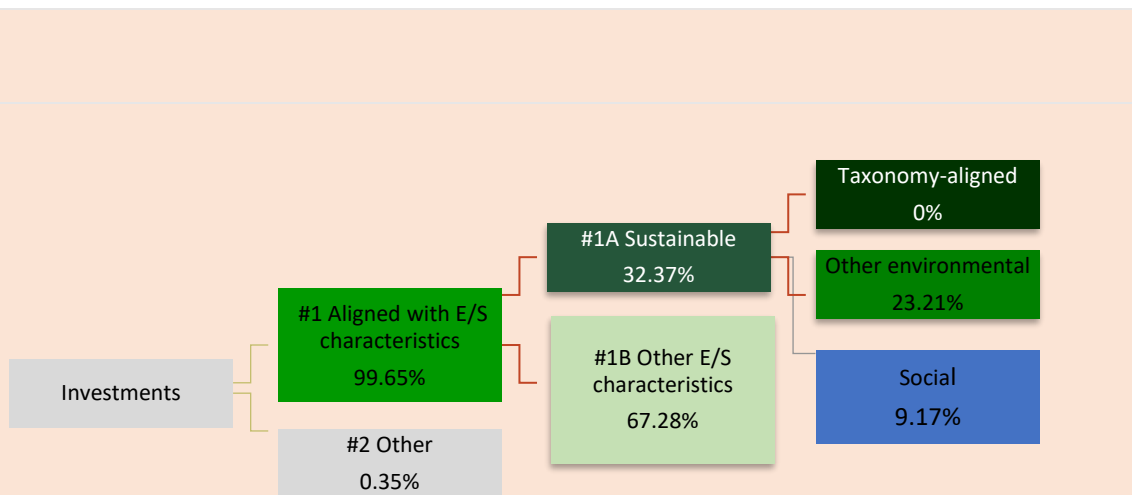 Investments
#1 Aligned with E/S
characteristics
99.65%
#2 Other
0.35%
#1A Sustainable
32.37%
#1B Other E/S
characteristics
67.28%
Taxonomy-aligned
0%
Other environmental
23.21%
Social
9.17%